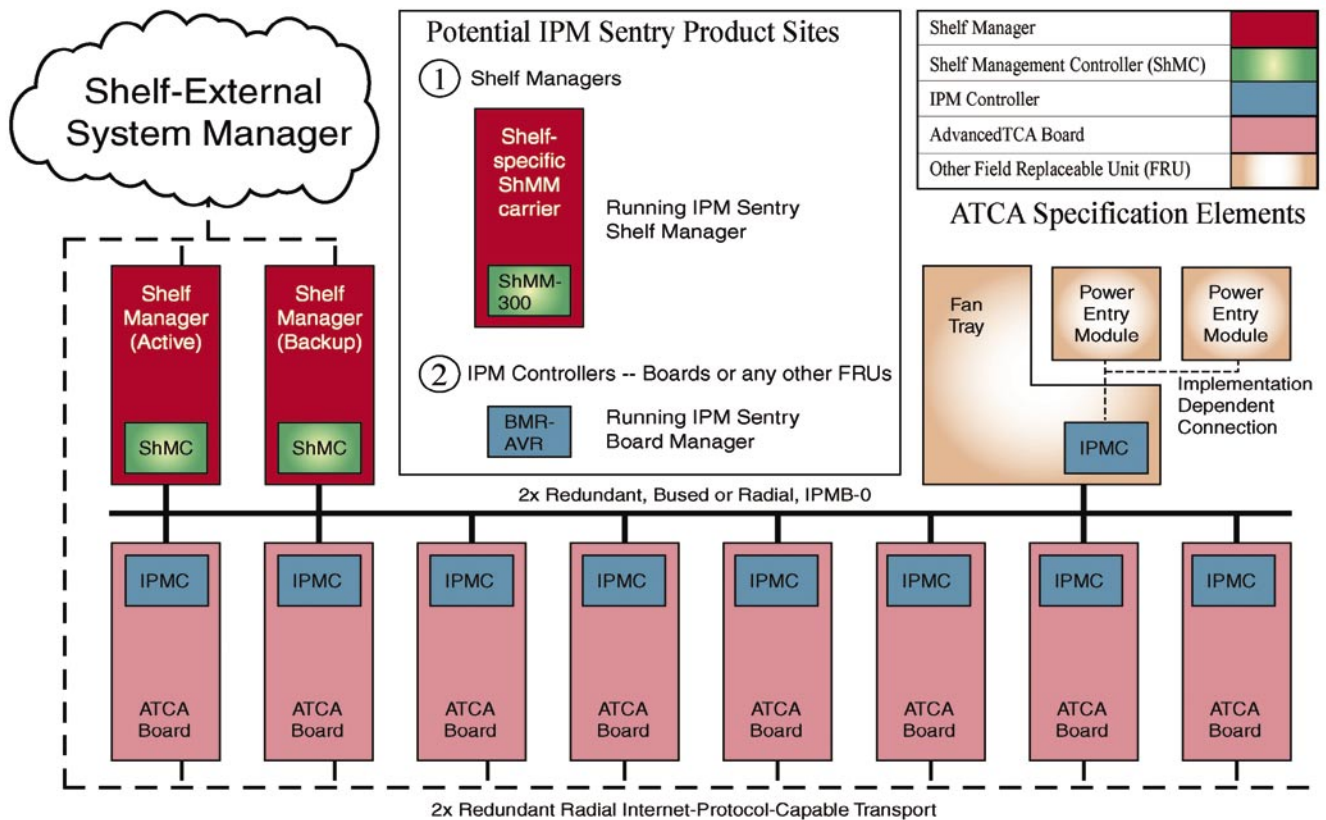 Shelf-External
System Manager
Potential IPM Sentry Product Sites
1 Shelf Managers
Shelf-
specific
ShMM
carrier
ShMM-
300
Running IPM Sentry
Shelf Manager
2 IPM Controllers -- Boards or any other FRUs
BMR-
AVR
Running IPM Sentry
Board Manager
Shelf Manager
Shelf Management Controller (ShMC)
IPM Controller
AdvancedTCA Board
Other Field Replaceable Unit (FRU)
ATCA Specification Elements
Shelf
Manager
(Active)
ShMC
Shelf
Manager
(Backup)
ShMC
Fan
Tray
Power
Entry
Module
Power
Entry
Module
Implementation
Dependent
Connection
IPMC
2x Redundant, Bused or Radial, IPMB-0
IPMC
ATCA
Board
IPMC
ATCA
Board
IPMC
ATCA
Board
IPMC
ATCA
Board
IPMC
ATCA
Board
IPMC
ATCA
Board
IPMC
ATCA
Board
IPMC
ATCA
Board
2x Redundant Radial Internet-Protocol-Capable Transport